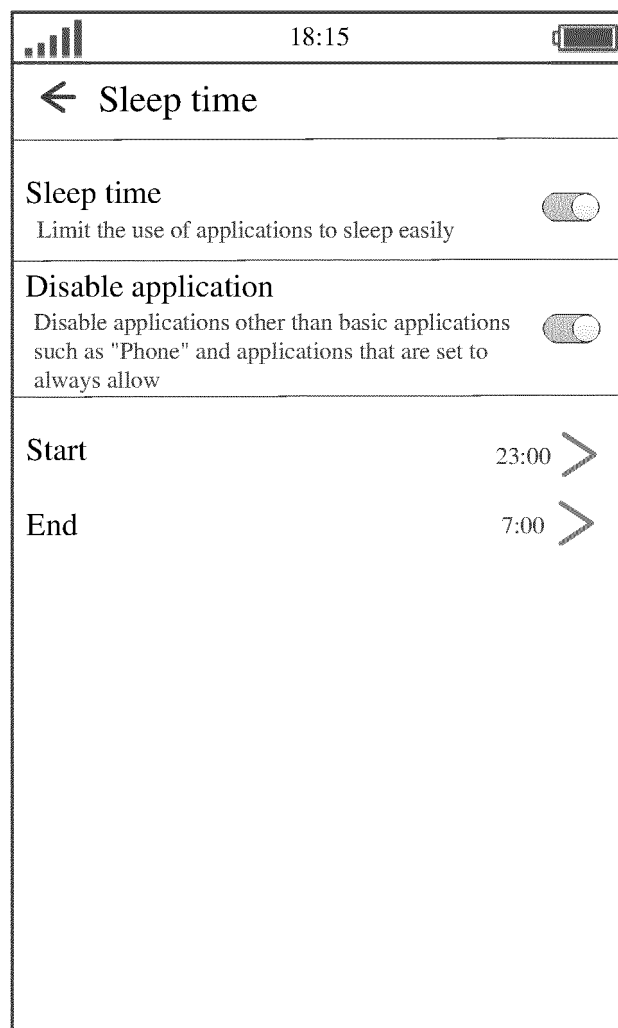 18:15
Sleep time
Sleep time
Limit the use of applications to sleep easily
Disable application
Disable applications other than basic applications
such as "Phone" and applications that are set to
always allow
Start 23:00
End 7:00